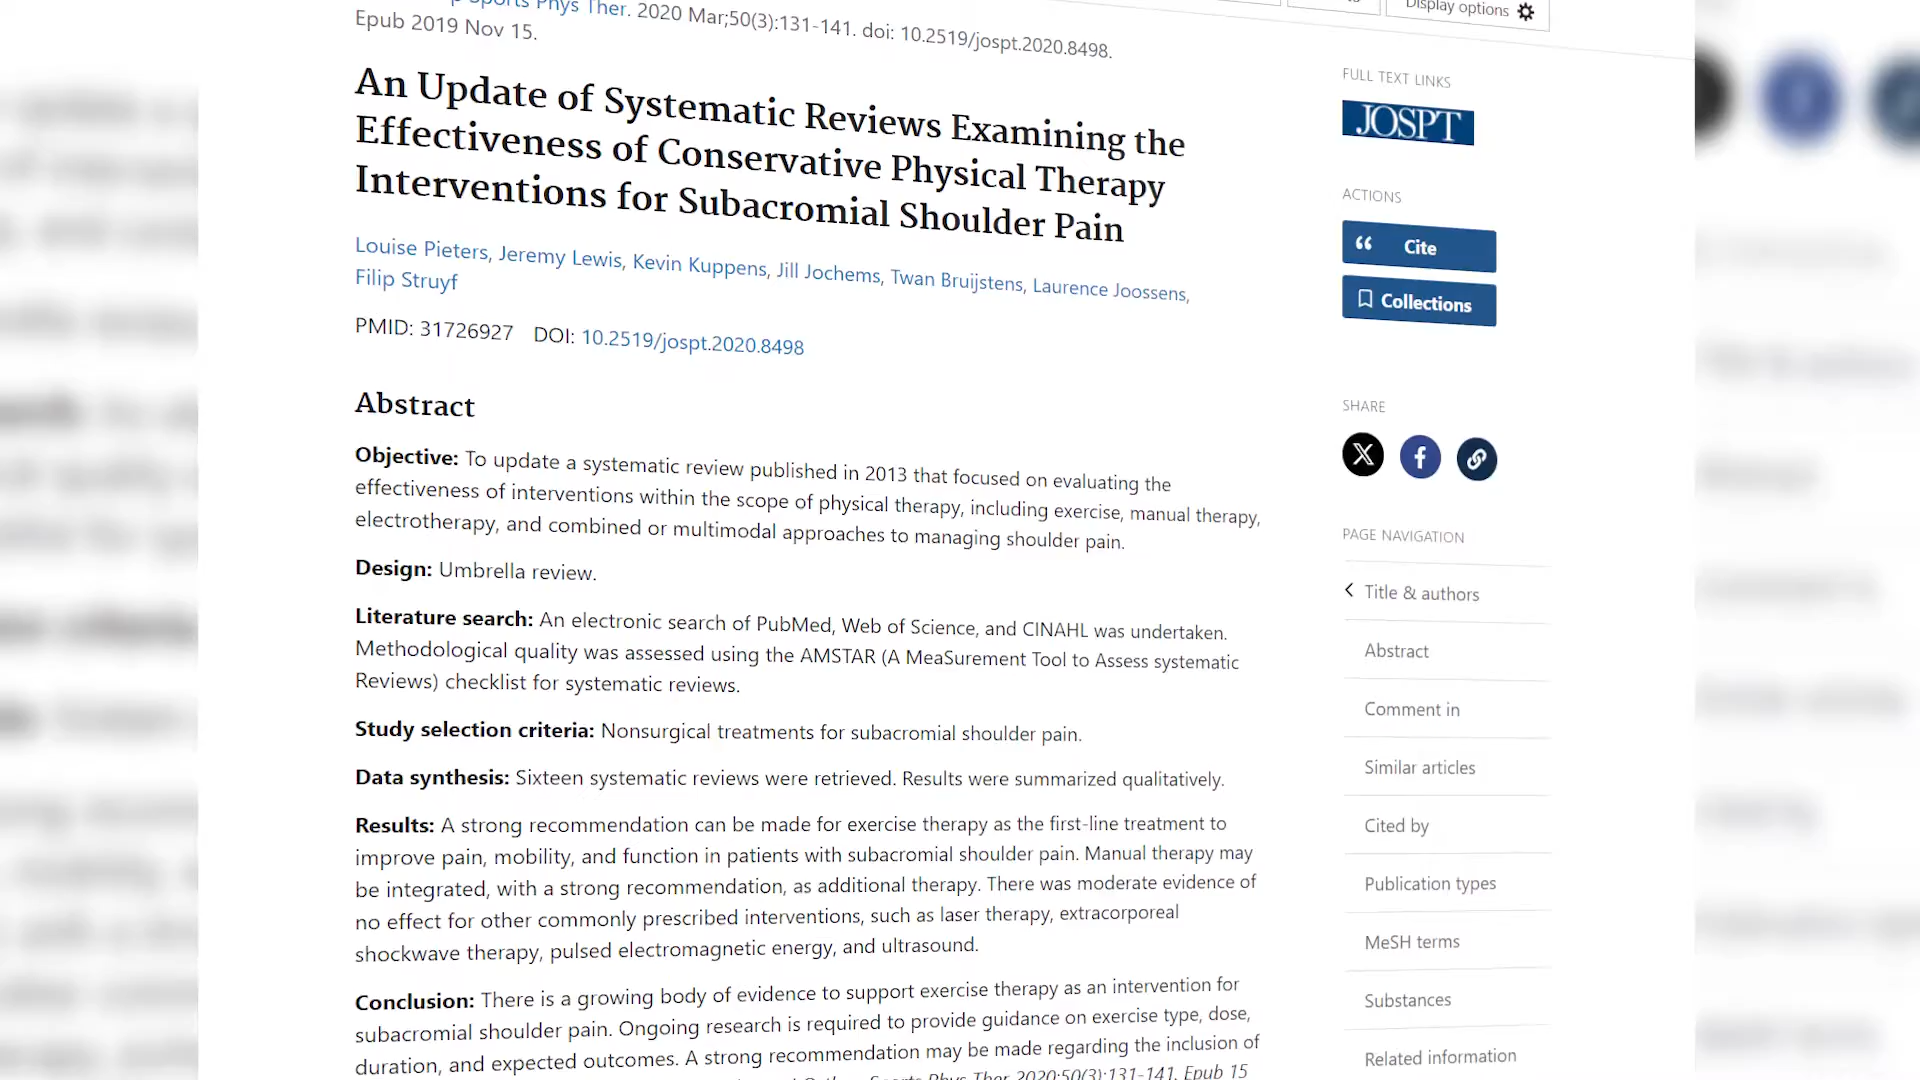 Sports Phys Ther. 2020 Mar;50(3):131-141. doi: 10.2519/jospt.2020.8498.
Epub 2019 Nov 15.
An Update of Systematic Reviews Examining the
Effectiveness of Conservative Physical Therapy
Interventions for Subacromial Shoulder Pain
Louise Pieters, Jeremy Lewis, Kevin Kuppens, Jill Jochems, Twan Bruijstens, Laurence Joossens,
Filip Struyf
PMID: 31726927 DOI: 10.2519/jospt.2020.8498
Abstract
Objective: To update a systematic review published in 2013 that focused on evaluating the
effectiveness of interventions within the scope of physical therapy, including exercise, manual therapy,
electrotherapy, and combined or multimodal approaches to managing shoulder pain.
Design: Umbrella review.
Literature search: An electronic search of PubMed, Web of Science, and CINAHL was undertaken.
Methodological quality was assessed using the AMSTAR (A MeaSurement Tool to Assess systematic
Reviews) checklist for systematic reviews.
Study selection criteria: Nonsurgical treatments for subacromial shoulder pain.
Data synthesis: Sixteen systematic reviews were retrieved. Results were summarized qualitatively.
Results: A strong recommendation can be made for exercise therapy as the first-line treatment to
improve pain, mobility, and function in patients with subacromial shoulder pain. Manual therapy may
be integrated, with a strong recommendation, as additional therapy. There was moderate evidence of
no effect for other commonly prescribed interventions, such as laser therapy, extracorporeal
shockwave therapy, pulsed electromagnetic energy, and ultrasound.
Conclusion: There is a growing body of evidence to support exercise therapy as an intervention for
subacromial shoulder pain. Ongoing research is required to provide guidance on exercise type, dose,
duration, and expected outcomes. A strong recommendation may be made regarding the inclusion of
Phys Ther 2020;50(3):131-141. Epub 15
Display options
FULL TEXT LINKS
JOSPT
ACTIONS
Cite
Collections
SHARE
PAGE NAVIGATION
Title & authors
Abstract
Comment in
Similar articles
Cited by
Publication types
MeSH terms
Substances
Related information